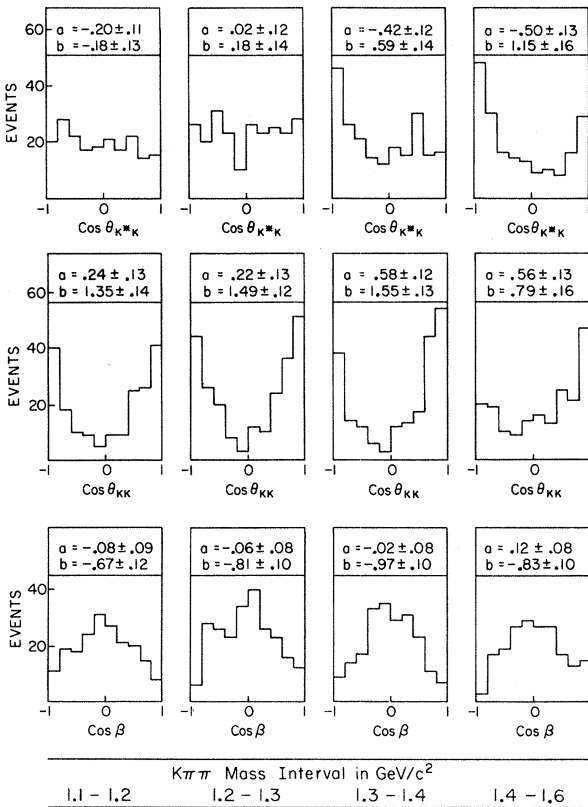 a = -.20±.11
b = -.18±.13
a = .02±.12
b = .18±.14
a = -.42±.12
b = .59±.14
a = -.50±.13
b = 1.15±.16
60
40
20
EVENTS
-1 0 1
-1 0 1
-1 0 1
-1 0 1
Cos θK*K
Cos θK*K
Cos θK*K
Cos θK*K
a = .24±.13
b = 1.35±.14
a = .22±.13
b = 1.49±.12
a = .58±.12
b = 1.55±.13
a = .56±.13
b = .79±.16
60
40
20
EVENTS
-1 0 1
-1 0 1
-1 0 1
-1 0 1
Cos θKK
Cos θKK
Cos θKK
Cos θKK
a = -.08±.09
b = -.67±.12
a = -.06±.08
b = -.81±.10
a = -.02±.08
b = -.97±.10
a = .12±.08
b = -.83±.10
40
20
EVENTS
-1 0 1
-1 0 1
-1 0 1
-1 0 1
Cos β
Cos β
Cos β
Cos β
Kππ Mass Interval in GeV/c²
1.1 - 1.2 1.2 - 1.3 1.3 - 1.4 1.4 - 1.6